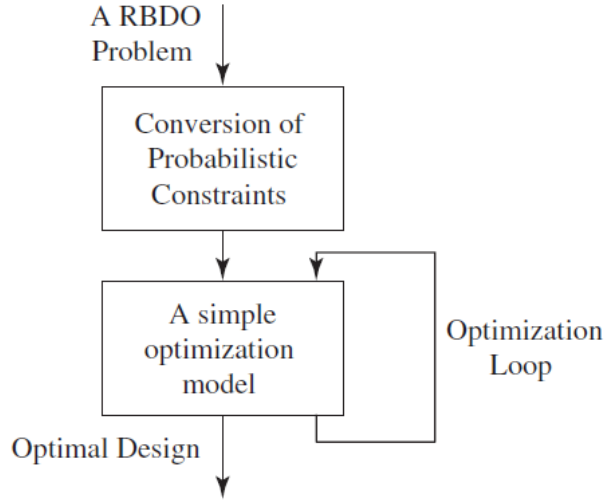 A RBDO
Problem
Conversion of
Probabilistic
Constraints
A simple
optimization
model
Optimization
Loop
Optimal Design